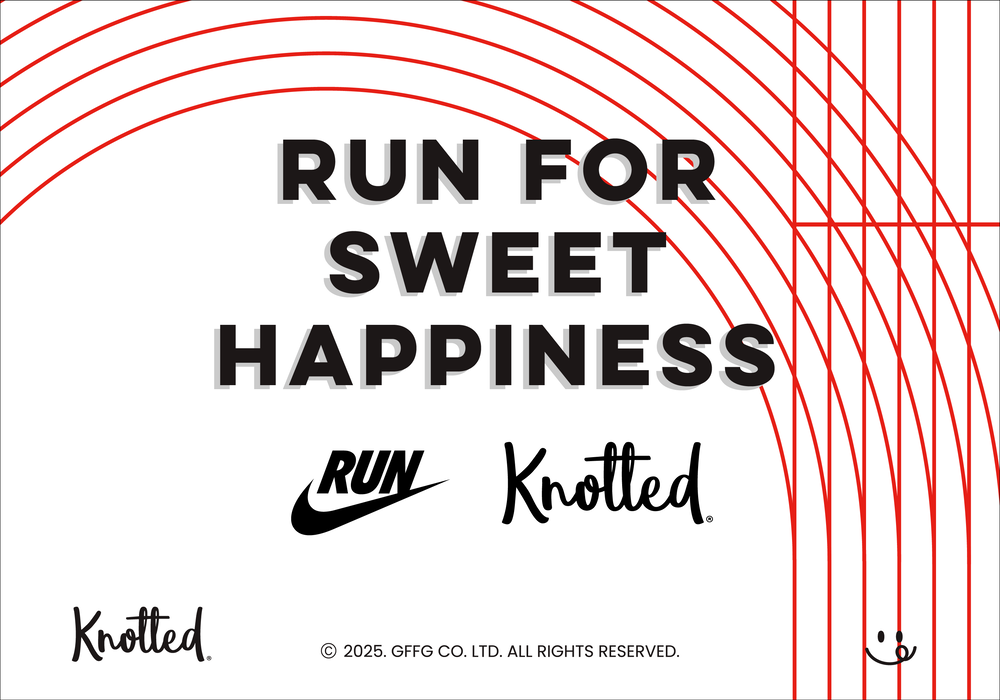 RUN FOR
SWEET
HAPPINESS
RUN
Knotted®
Knotted®
© 2025. GFFG CO. LTD. ALL RIGHTS RESERVED.